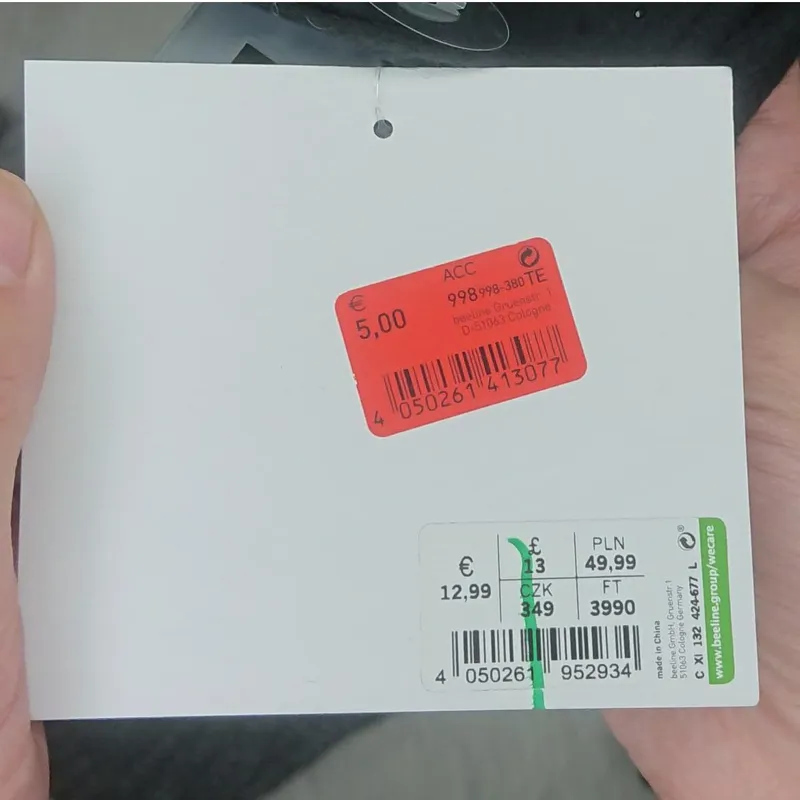 ACC
€
5,00
998 998-380 TE
beeline Gruenstr. 1
D-51063 Cologne
4 050261 413077
€
12,99
£
13
PLN
49,99
CZK
349
FT
3990
4 050261 952934
made in China
beeline GmbH, Gruenstr. 1
51063 Cologne Germany
C XI 132 424-677 L
www.beeline.group/wecare